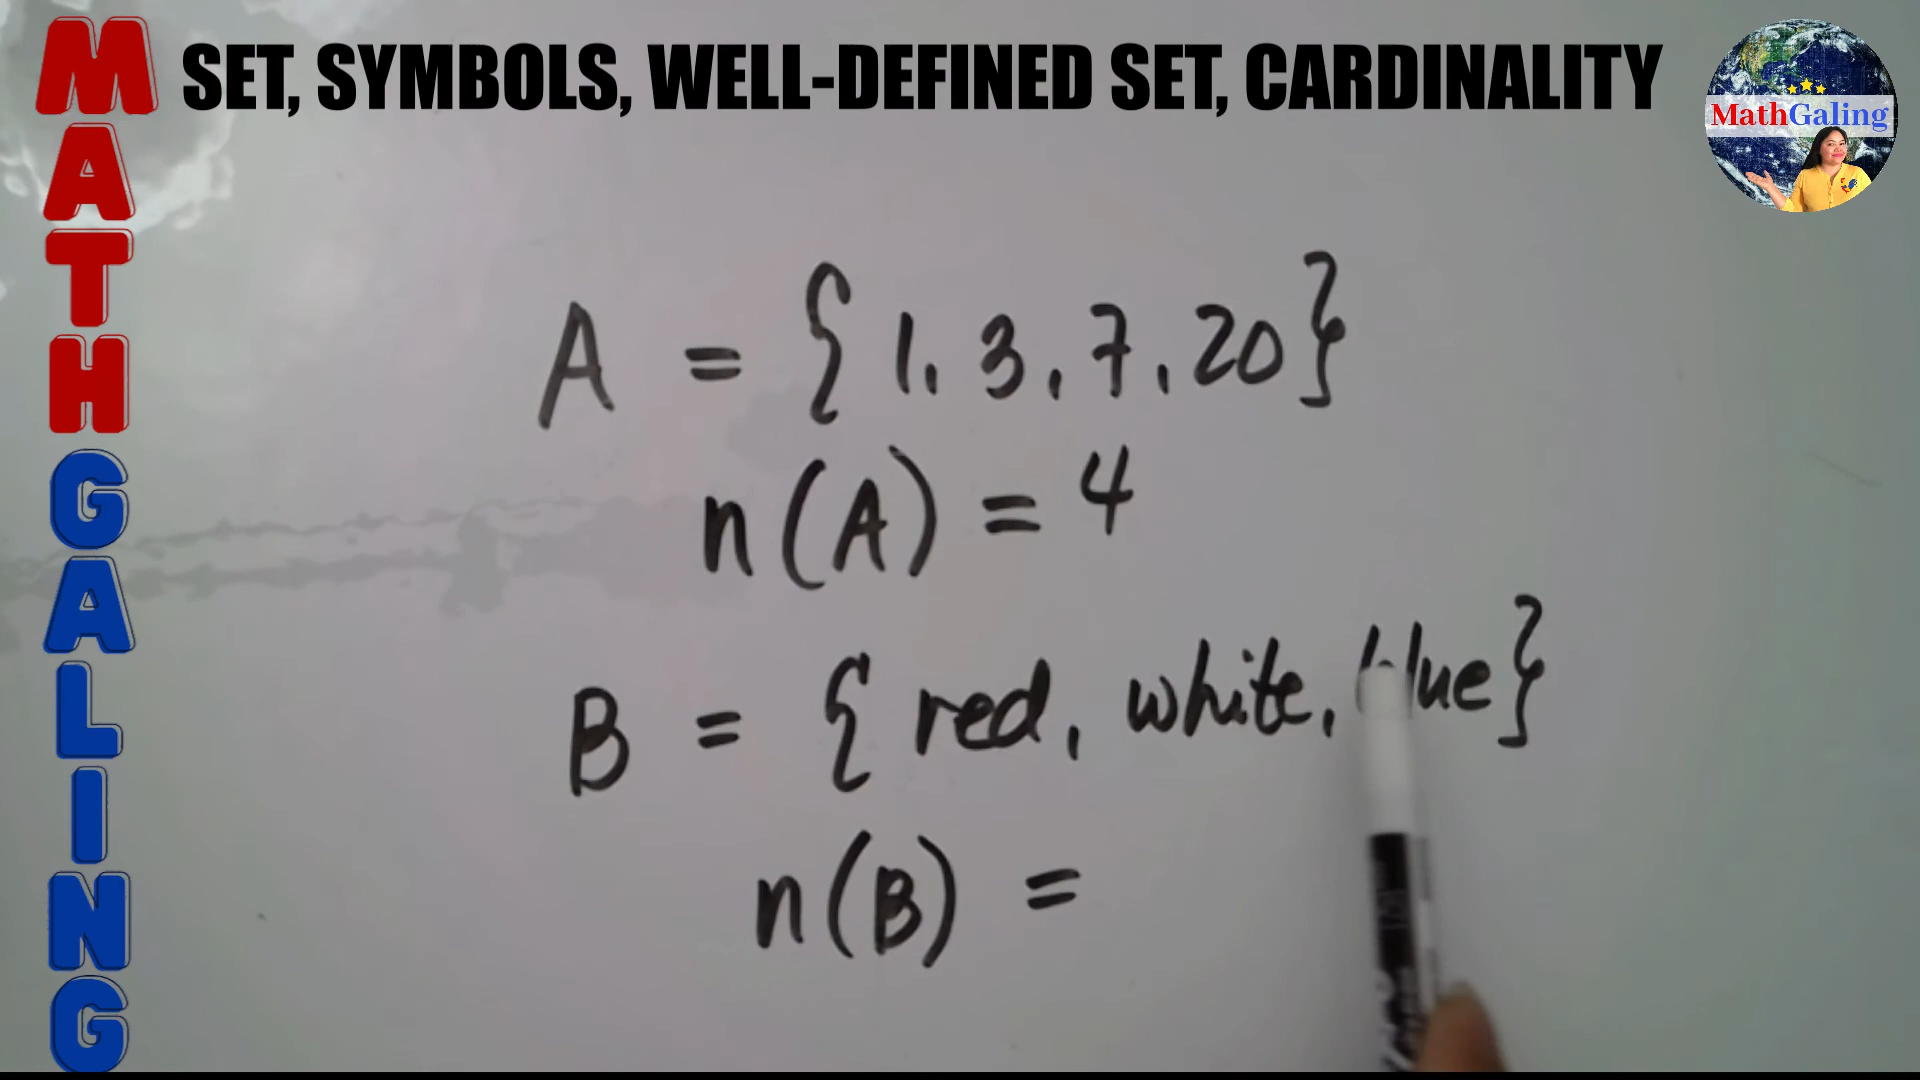 SET, SYMBOLS, WELL-DEFINED SET, CARDINALITY
MATH GALING
MathGaling
A = { 1, 3, 7, 20 }
n(A) = 4
B = { red, white, blue }
n(B) =